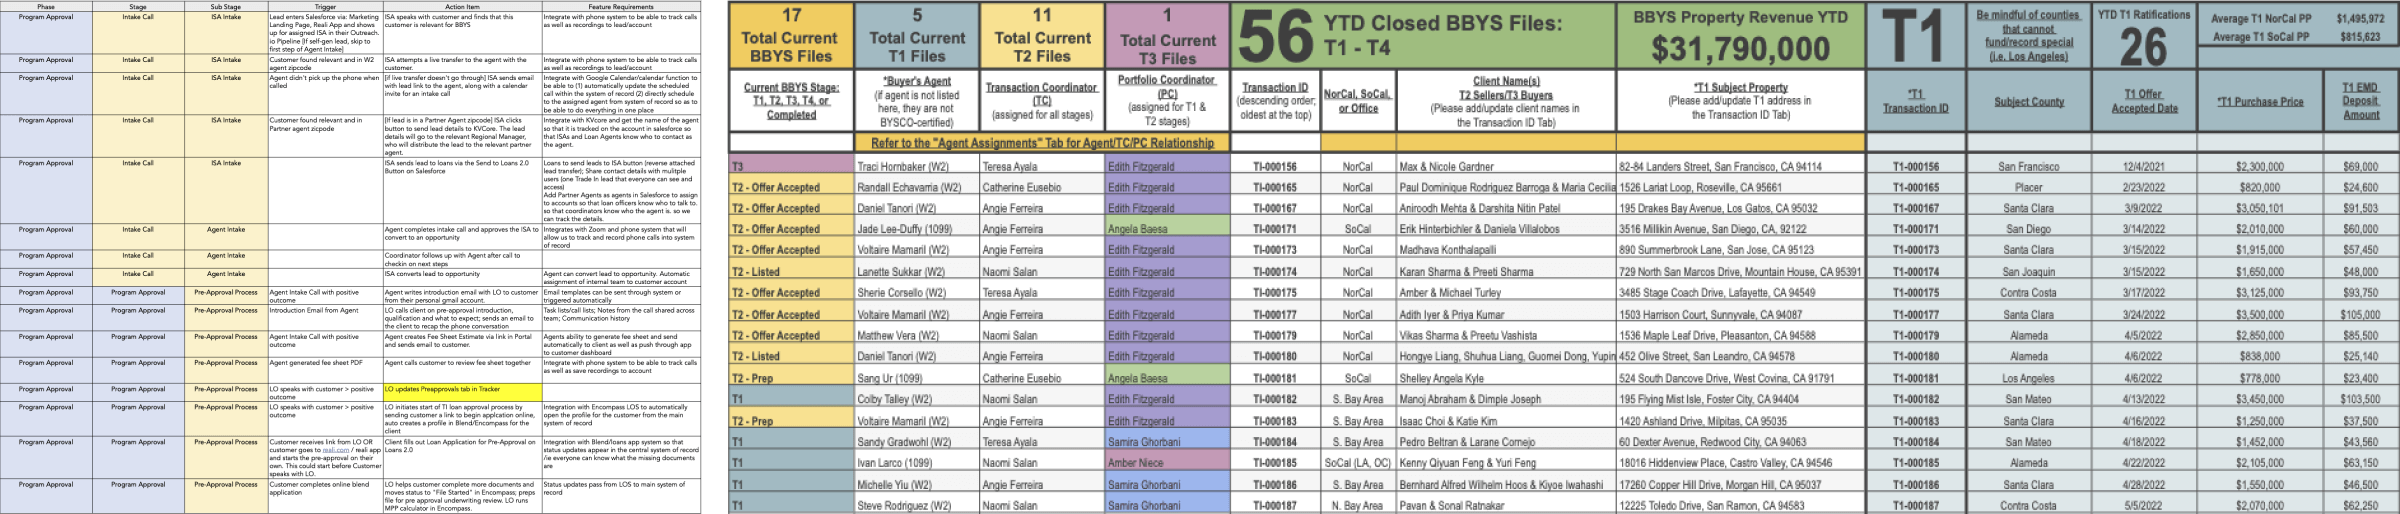 Phase Stage Sub Stage Trigger Action Item Feature Requirements
Program Approval Intake Call ISA Intake
Lead enters Salesforce via: Marketing
Landing Page, Reali App and shows
up for assigned ISA in their Outreach.
io Pipeline [If self-gen lead, skip to
first step of Agent Intake]
ISA speaks with customer and finds that this
customer is relevant for BBYS
Integrate with phone system to be able to track calls
as well as recordings to lead/account
Program Approval Intake Call ISA Intake
Customer found relevant and in W2
agent zipcode
ISA attempts a live transfer to the agent with the
customer.
Integrate with phone system to be able to track calls
as well as recordings to lead/account
Program Approval Intake Call ISA Intake
Agent didn't pick up the phone when
called
[if live transfer doesn't go through] ISA sends email
with lead link to the agent, along with a calendar
invite for an intake call
Integrate with Google Calendar/calendar function to
be able to (1) automatically update the scheduled
call within the system of record (2) directly schedule
to the assigned agent from system of record so as to
be able to do everything in one place
Program Approval Intake Call ISA Intake
Customer found relevant and in
Partner agent zipcode
[If lead is in a Partner Agent zipcode] ISA clicks
button to send lead details to KVCore. The lead
details will go to the relevant Regional Manager,
who will distribute the lead to the relevant partner
agent.
Integrate with KVcore and get the name of the agent
so that it is tracked on the account in salesforce so
that ISAs and Loan Agents know who to contact as
the agent.
Program Approval Intake Call ISA Intake
ISA sends lead to loans via the Send to Loans 2.0
Button on Salesforce
Loans to send leads to ISA button (reverse attached
lead transfer); Share contact details with mulitple
users (one Trade In lead that everyone can see and
access)
Add Partner Agents as agents in Salesforce to assign
to accounts so that loan officers know who to talk to.
so that coordinators know who the agent is. so we
can track the details.
Program Approval Intake Call Agent Intake
Agent completes intake call and approves the ISA to
convert to an opportunity
Integrates with Zoom and phone system that will
allow us to track and record phone calls into system
of record
Program Approval Intake Call Agent Intake
Coordinator follows up with Agent after call to
checkin on next steps
Program Approval Intake Call Agent Intake
ISA converts lead to opportunity
Agent can convert lead to opportunity. Automatic
assignment of internal team to customer account
Program Approval Program Approval Pre-Approval Process
Agent Intake Call with positive
outcome
Agent writes introduction email with LO to customer
from their personal gmail account.
Email templates can be sent through system or
triggered automatically
Program Approval Program Approval Pre-Approval Process
Introduction Email from Agent
LO calls client on pre-approval introduction,
qualification and what to expect; sends an email to
the client to recap the phone conversation
Task lists/call lists; Notes from the call shared across
team; Communication history
Program Approval Program Approval Pre-Approval Process
Agent Intake Call with positive
outcome
Agent creates Fee Sheet Estimate via link in Portal
and sends email to customer.
Agents ability to generate fee sheet and send
automatically to client as well as push through app
to customer dashboard
Program Approval Program Approval Pre-Approval Process
Agent generated fee sheet PDF
Agent calls customer to review fee sheet together
Integrate with phone system to be able to track calls
as well as save recordings to account
Program Approval Program Approval Pre-Approval Process
LO speaks with customer > positive
outcome
LO updates Preapprovals tab in Tracker
Program Approval Program Approval Pre-Approval Process
LO speaks with customer > positive
outcome
LO initiates start of TI loan approval process by
sending customer a link to begin application online,
auto creates a profile in Blend/Encompass for the
client
Integration with Encompass LOS to automatically
open the profile for the customer from the main
system of record
Program Approval Program Approval Pre-Approval Process
Customer receives link from LO OR
customer goes to reali.com / reali app
and starts the pre-approval on their
own. This could start before Customer
speaks with LO.
Client fills out Loan Application for Pre-Approval on
Loans 2.0
Integration with Blend/loans app system so that
status updates appear in the central system of record
/ie everyone can know what the missing documents
are
Program Approval Program Approval Pre-Approval Process
Customer completes online blend
application
LO helps customer complete more documents and
moves status to "File Started" in Encompass; preps
file for pre approval underwriting review. LO runs
MPP calculator in Encompass.
Status updates pass from LOS to main system of
record
17
Total Current
BBYS Files
5
Total Current
T1 Files
11
Total Current
T2 Files
1
Total Current
T3 Files
56 YTD Closed BBYS Files:
T1 - T4
BBYS Property Revenue YTD
$31,790,000
T1
Be mindful of counties
that cannot
fund/record special
(i.e. Los Angeles)
YTD T1 Ratifications
26
Average T1 NorCal PP $1,495,972
Average T1 SoCal PP $815,623
Current BBYS Stage:
T1, T2, T3, T4, or
Completed
*Buyer's Agent
(if agent is not listed
here, they are not
BYSCO-certified)
Transaction Coordinator
(TC)
(assigned for all stages)
Portfolio Coordinator
(PC)
(assigned for T1 &
T2 stages)
Transaction ID
(descending order;
oldest at the top)
NorCal, SoCal,
or Office
Client Name(s)
T2 Sellers/T3 Buyers
(Please add/update client names in
the Transaction ID Tab)
*T1 Subject Property
(Please add/update T1 address in
the Transaction ID Tab)
*T1
Transaction ID
Subject County
T1 Offer
Accepted Date
*T1 Purchase Price
T1 EMD
Deposit
Amount
Refer to the "Agent Assignments" Tab for Agent/TC/PC Relationship
T3 Traci Hornbaker (W2) Teresa Ayala Edith Fitzgerald TI-000156 NorCal Max & Nicole Gardner 82-84 Landers Street, San Francisco, CA 94114 T1-000156 San Francisco 12/4/2021 $2,300,000 $69,000
T2 - Offer Accepted Randall Echavarria (W2) Catherine Eusebio Edith Fitzgerald TI-000165 NorCal Paul Dominique Rodriguez Barroga & Maria Cecilia 1526 Lariat Loop, Roseville, CA 95661 T1-000165 Placer 2/23/2022 $820,000 $24,600
T2 - Offer Accepted Daniel Tanori (W2) Angie Ferreira Edith Fitzgerald TI-000167 NorCal Aniroodh Mehta & Darshita Nitin Patel 195 Drakes Bay Avenue, Los Gatos, CA 95032 T1-000167 Santa Clara 3/9/2022 $3,050,101 $91,503
T2 - Offer Accepted Jade Lee-Duffy (1099) Angie Ferreira Angela Baesa TI-000171 SoCal Erik Hinterbichler & Daniela Villalobos 3516 Millikin Avenue, San Diego, CA, 92122 T1-000171 San Diego 3/14/2022 $2,010,000 $60,000
T2 - Offer Accepted Voltaire Mamaril (W2) Angie Ferreira Edith Fitzgerald TI-000173 NorCal Madhava Konthalapalli 890 Summerbrook Lane, San Jose, CA 95123 T1-000173 Santa Clara 3/15/2022 $1,915,000 $57,450
T2 - Listed Lanette Sukkar (W2) Naomi Salan Edith Fitzgerald TI-000174 NorCal Karan Sharma & Preeti Sharma 729 North San Marcos Drive, Mountain House, CA 95391 T1-000174 San Joaquin 3/15/2022 $1,650,000 $48,000
T2 - Offer Accepted Sherie Corsello (W2) Teresa Ayala Edith Fitzgerald TI-000175 NorCal Amber & Michael Turley 3485 Stage Coach Drive, Lafayette, CA 94549 T1-000175 Contra Costa 3/17/2022 $3,125,000 $93,750
T2 - Offer Accepted Voltaire Mamaril (W2) Angie Ferreira Edith Fitzgerald TI-000177 NorCal Adith Iyer & Priya Kumar 1503 Harrison Court, Sunnyvale, CA 94087 T1-000177 Santa Clara 3/24/2022 $3,500,000 $105,000
T2 - Offer Accepted Matthew Vera (W2) Naomi Salan Edith Fitzgerald TI-000179 NorCal Vikas Sharma & Preetu Vashista 1536 Maple Leaf Drive, Pleasanton, CA 94588 T1-000179 Alameda 4/5/2022 $2,850,000 $85,500
T2 - Listed Daniel Tanori (W2) Angie Ferreira Edith Fitzgerald TI-000180 NorCal Hongye Liang, Shuhua Liang, Guomei Dong, Yupin 452 Olive Street, San Leandro, CA 94578 T1-000180 Alameda 4/6/2022 $838,000 $25,140
T2 - Prep Sang Ur (1099) Catherine Eusebio Angela Baesa TI-000181 SoCal Shelley Angela Kyle 524 South Dancove Drive, West Covina, CA 91791 T1-000181 Los Angeles 4/6/2022 $778,000 $23,400
T1 Colby Talley (W2) Naomi Salan Edith Fitzgerald TI-000182 S. Bay Area Manoj Abraham & Dimple Joseph 195 Flying Mist Isle, Foster City, CA 94404 T1-000182 San Mateo 4/13/2022 $3,450,000 $103,500
T2 - Prep Voltaire Mamaril (W2) Angie Ferreira Edith Fitzgerald TI-000183 S. Bay Area Isaac Choi & Katie Kim 1420 Ashland Drive, Milpitas, CA 95035 T1-000183 Santa Clara 4/16/2022 $1,250,000 $37,500
T1 Sandy Gradwohl (W2) Teresa Ayala Samira Ghorbani TI-000184 S. Bay Area Pedro Beltran & Larane Cornejo 60 Dexter Avenue, Redwood City, CA 94063 T1-000184 San Mateo 4/18/2022 $1,452,000 $43,560
T1 Ivan Larco (1099) Naomi Salan Amber Niece TI-000185 SoCal (LA, OC) Kenny Qiyuan Feng & Yuri Feng 18016 Hiddenview Place, Castro Valley, CA 94546 T1-000185 Alameda 4/22/2022 $2,105,000 $63,150
T1 Michelle Yiu (W2) Angie Ferreira Samira Ghorbani TI-000186 S. Bay Area Bernhard Alfred Wilhelm Hoos & Kiyoe Iwahashi 17260 Copper Hill Drive, Morgan Hill, CA 95037 T1-000186 Santa Clara 4/28/2022 $1,550,000 $46,500
T1 Steve Rodriguez (W2) Angie Ferreira Samira Ghorbani TI-000187 N. Bay Area Pavan & Sonal Ratnakar 12225 Toledo Drive, San Ramon, CA 94583 T1-000187 Contra Costa 5/5/2022 $2,070,000 $62,250